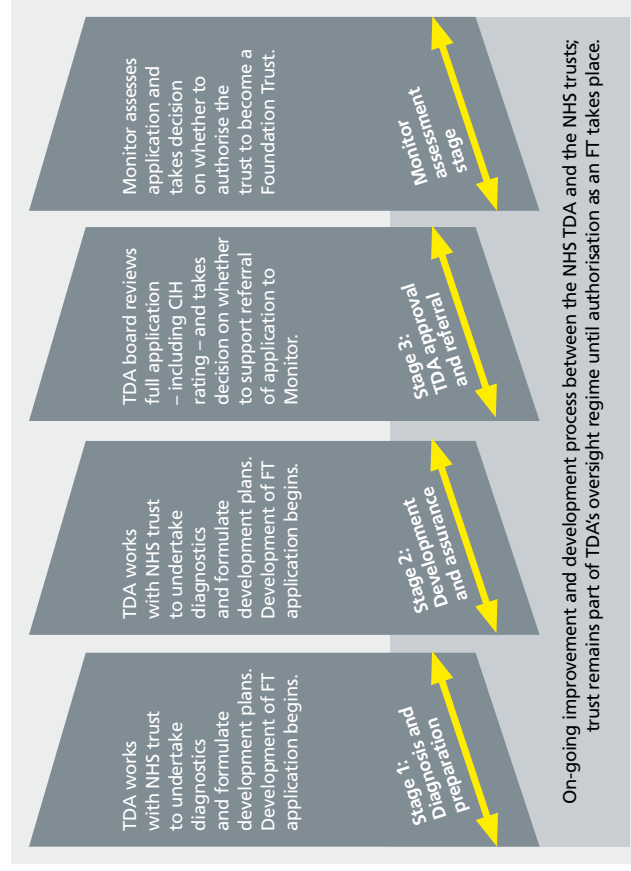 TDA works
with NHS trust
to undertake
diagnostics
and formulate
development plans.
Development of FT
application begins.
Stage 1:
Diagnosis and
preparation
TDA works
with NHS trust
to undertake
diagnostics
and formulate
development plans.
Development of FT
application begins.
Stage 2:
Development
and assurance
TDA board reviews
full application
– including CIH
rating – and takes
decision on whether
to support referral
of application to
Monitor.
Stage 3:
TDA approval
and referral
Monitor assesses
application and
takes decision
on whether to
authorise the
trust to become a
Foundation Trust.
Monitor
assessment
stage
On-going improvement and development process between the NHS TDA and the NHS trusts;
trust remains part of TDA's oversight regime until authorisation as an FT takes place.